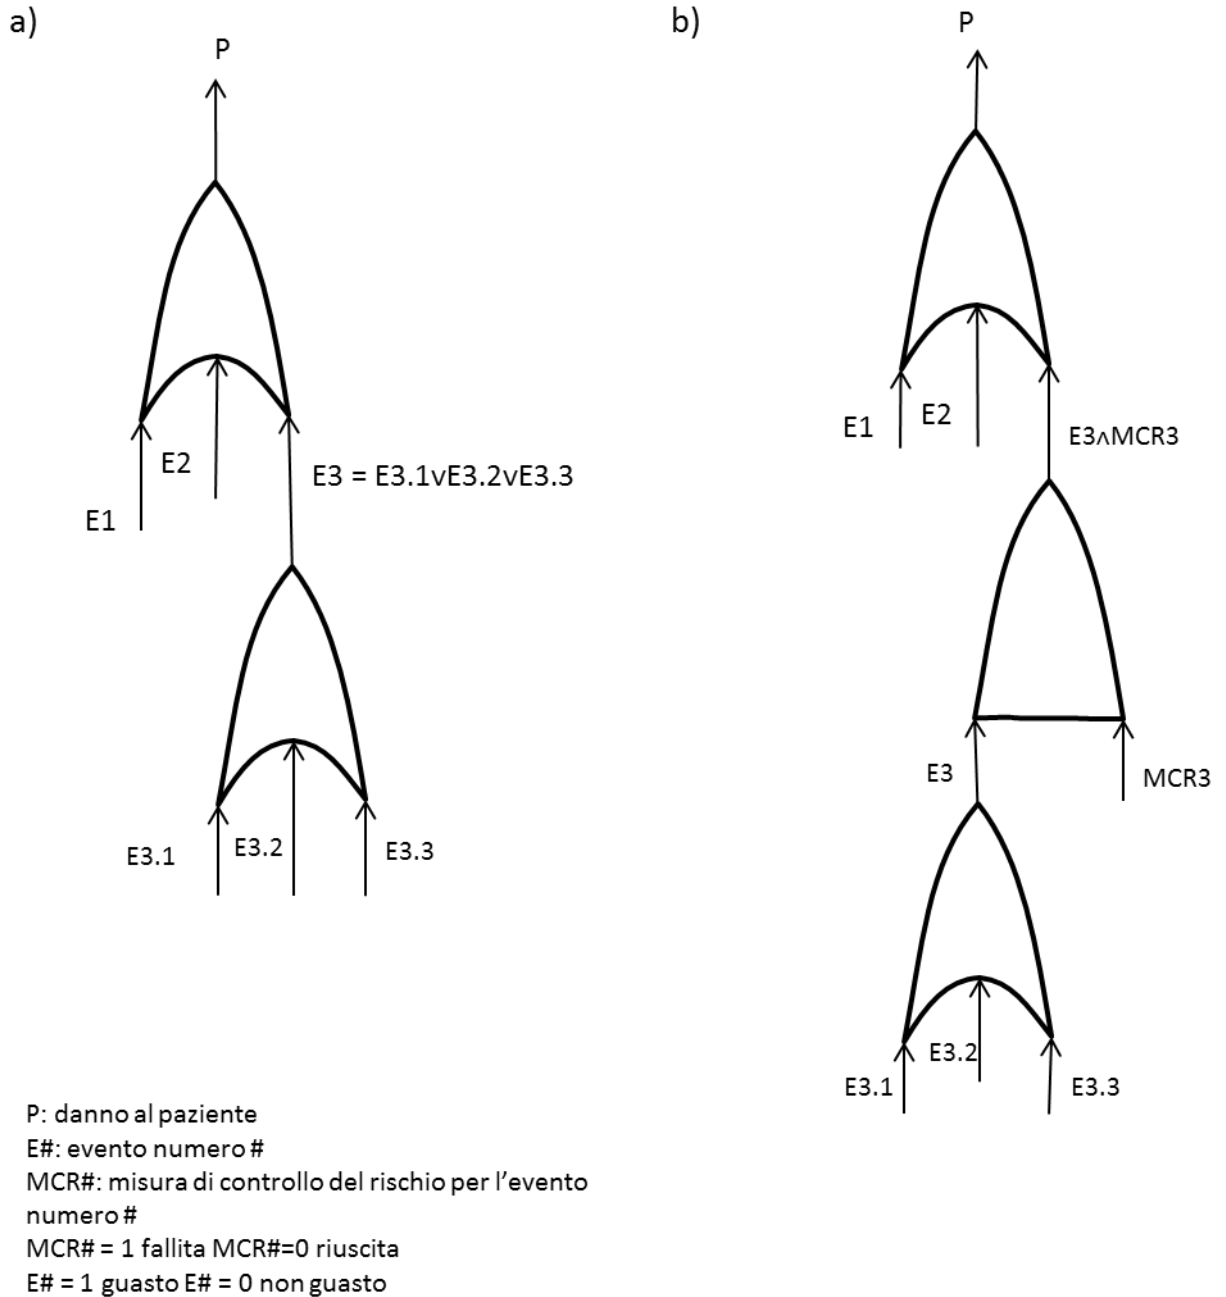 a)
P
E1
E2
E3 = E3.1vE3.2vE3.3
E3.1
E3.2
E3.3
b)
P
E1
E2
E3∧MCR3
E3
MCR3
E3.1
E3.2
E3.3
P: danno al paziente
E#: evento numero #
MCR#: misura di controllo del rischio per l’evento
numero #
MCR# = 1 fallita MCR#=0 riuscita
E# = 1 guasto E# = 0 non guasto